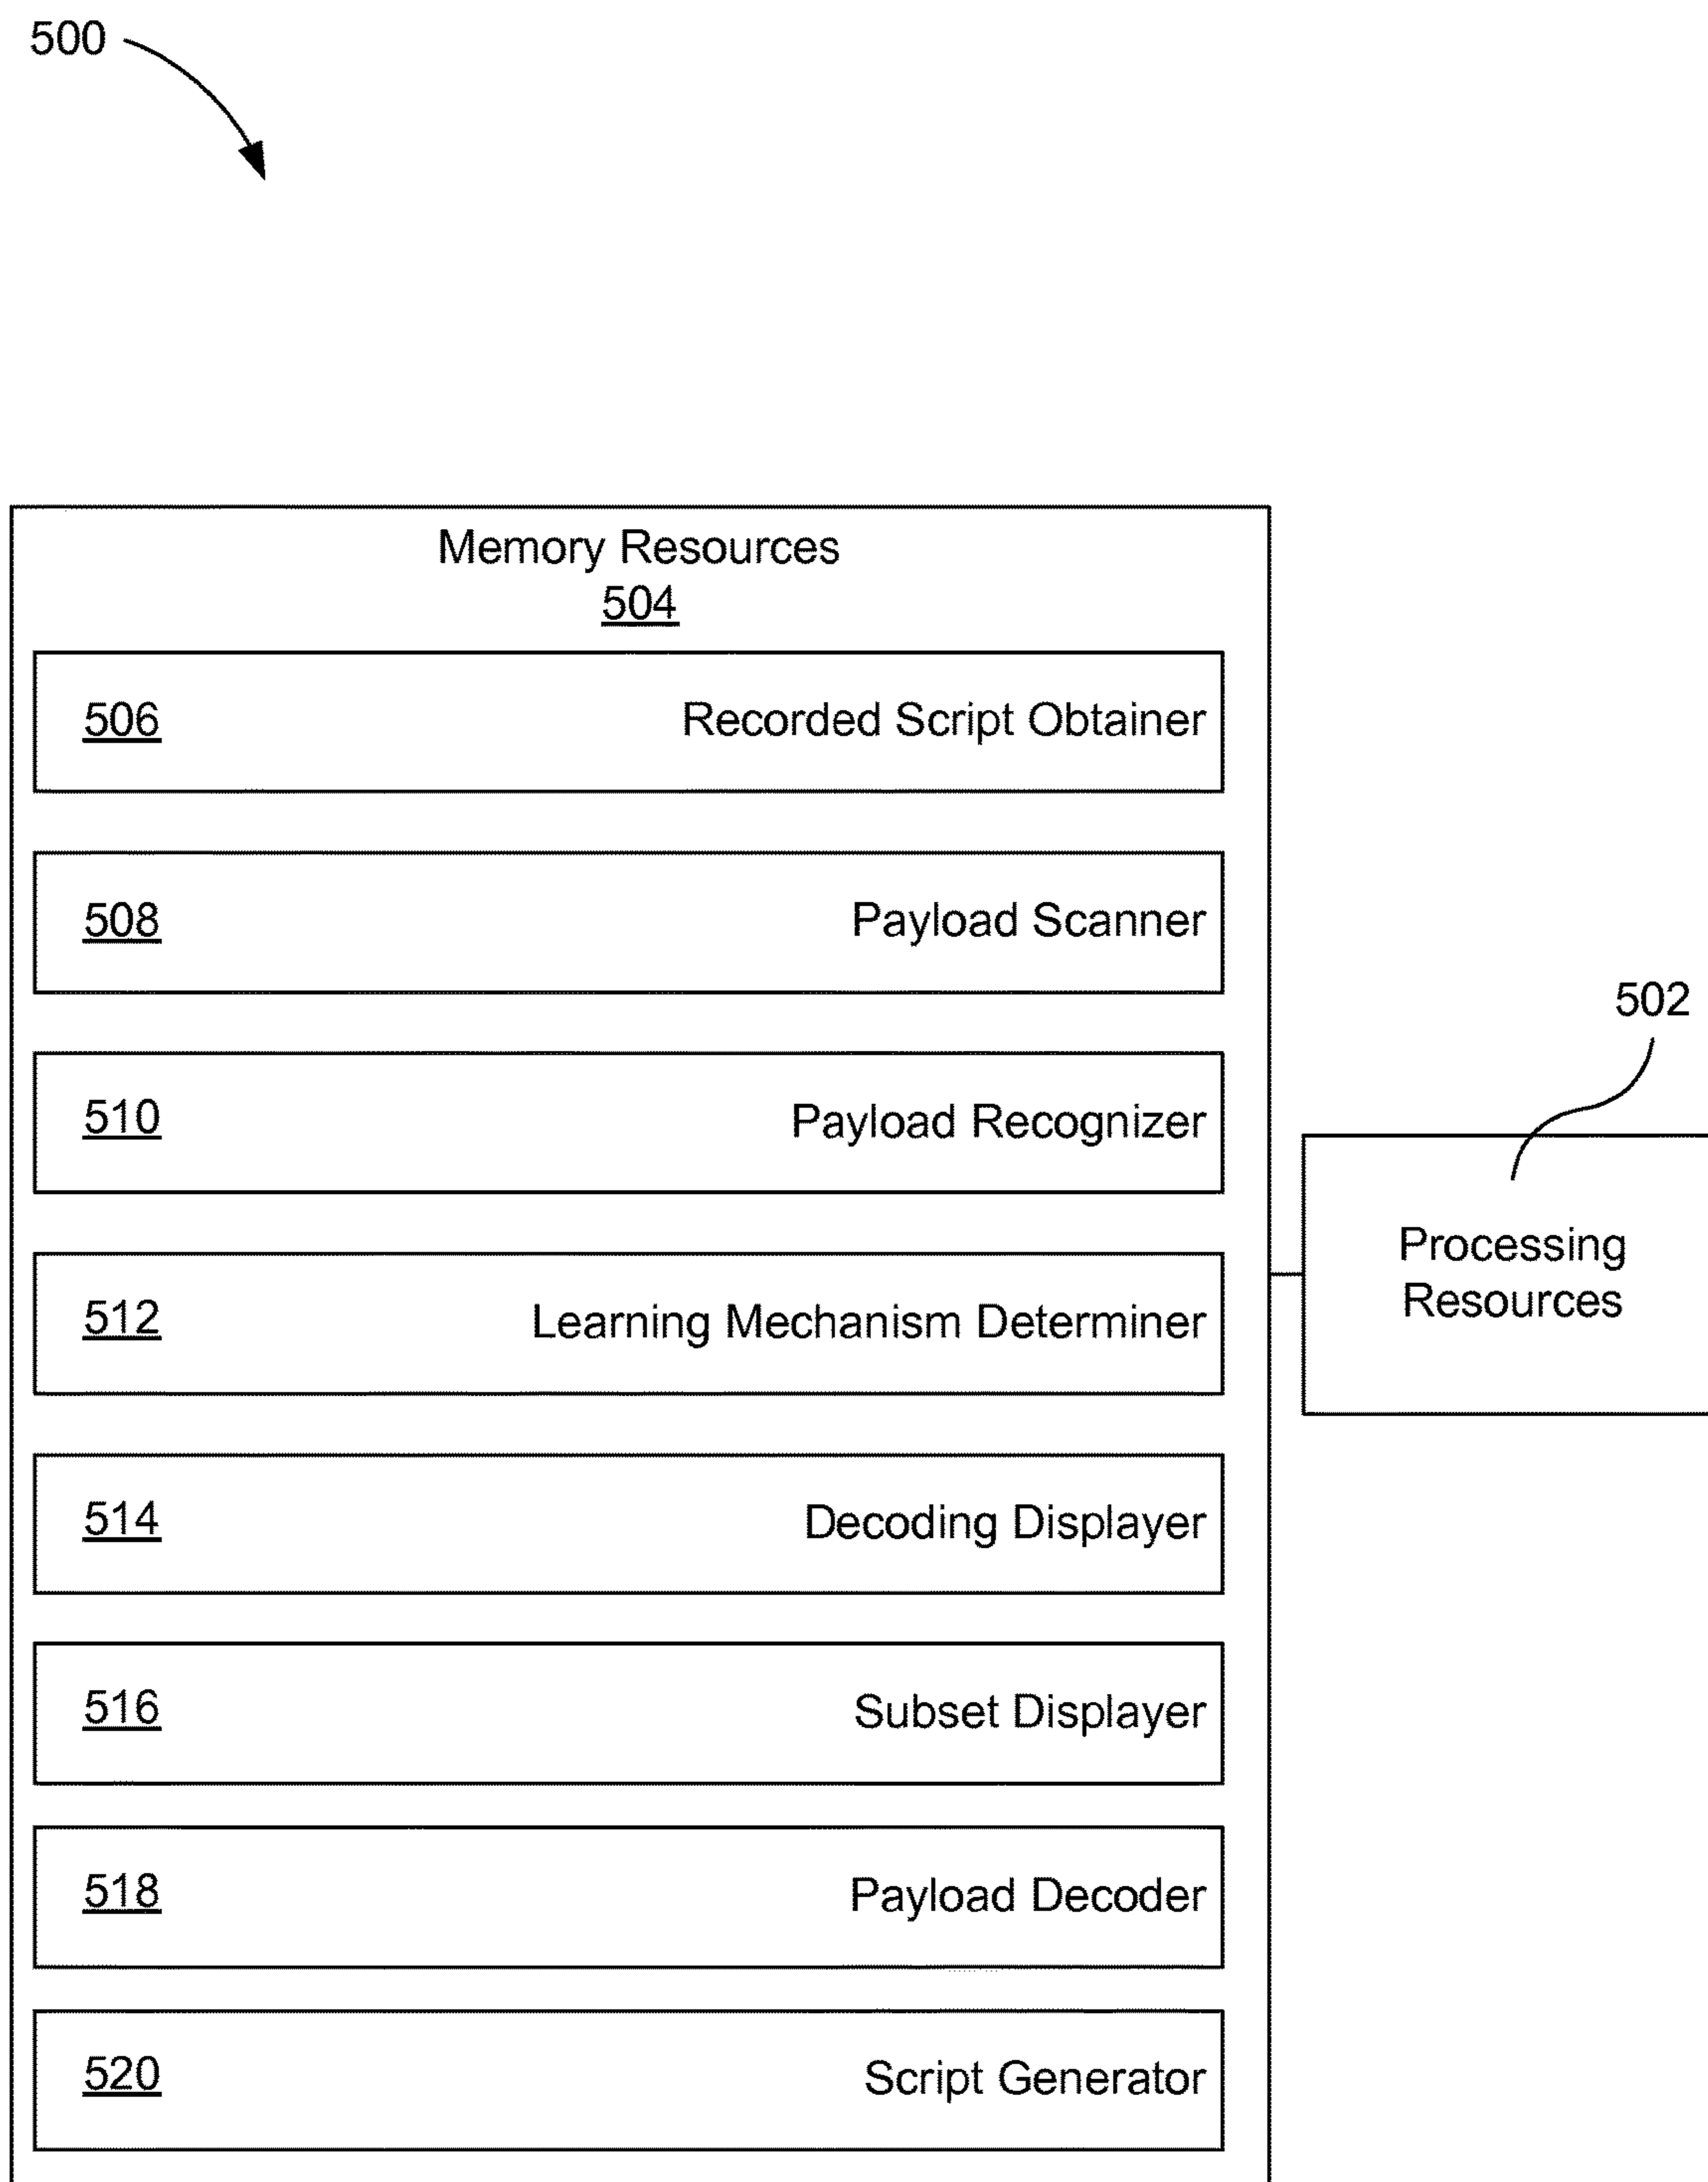 500
Memory Resources
504
506 Recorded Script Obtainer
508 Payload Scanner
510 Payload Recognizer
512 Learning Mechanism Determiner
514 Decoding Displayer
516 Subset Displayer
518 Payload Decoder
520 Script Generator
502
Processing
Resources